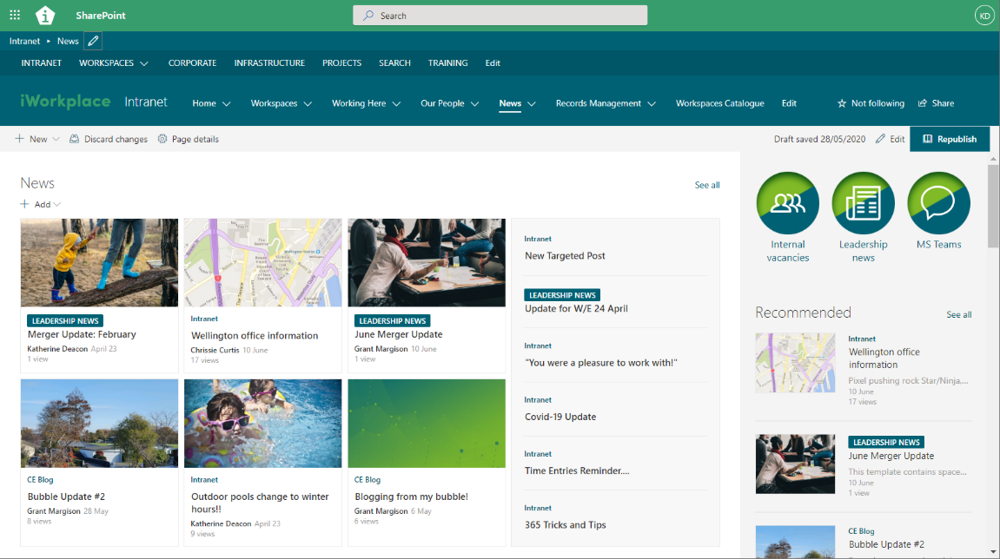 SharePoint
Search
KD
Intranet
News
INTRANET
WORKSPACES
CORPORATE
INFRASTRUCTURE
PROJECTS
SEARCH
TRAINING
Edit
iWorkplace
Intranet
Home
Workspaces
Working Here
Our People
News
Records Management
Workspaces Catalogue
Edit
Not following
Share
New
Discard changes
Page details
Draft saved 28/05/2020
Edit
Republish
News
See all
Add
LEADERSHIP NEWS
Merger Update: February
Katherine Deacon April 23
1 view
Intranet
Wellington office information
Chrissie Curtis 10 June
17 views
LEADERSHIP NEWS
June Merger Update
Grant Margison 10 June
1 view
CE Blog
Bubble Update #2
Grant Margison 28 May
8 views
Intranet
Outdoor pools change to winter
hours!!
Katherine Deacon April 23
9 views
CE Blog
Blogging from my bubble!
Grant Margison 6 May
6 views
Intranet
New Targeted Post
LEADERSHIP NEWS
Update for W/E 24 April
Intranet
"You were a pleasure to work with!"
Intranet
Covid-19 Update
Intranet
Time Entries Reminder....
Intranet
365 Tricks and Tips
Internal
vacancies
Leadership
news
MS Teams
Recommended
See all
Intranet
Wellington office
information
Pixel pushing rock Star/Ninja,...
10 June
17 views
LEADERSHIP NEWS
June Merger Update
This template contains space...
10 June
1 view
CE Blog
Bubble Update #2